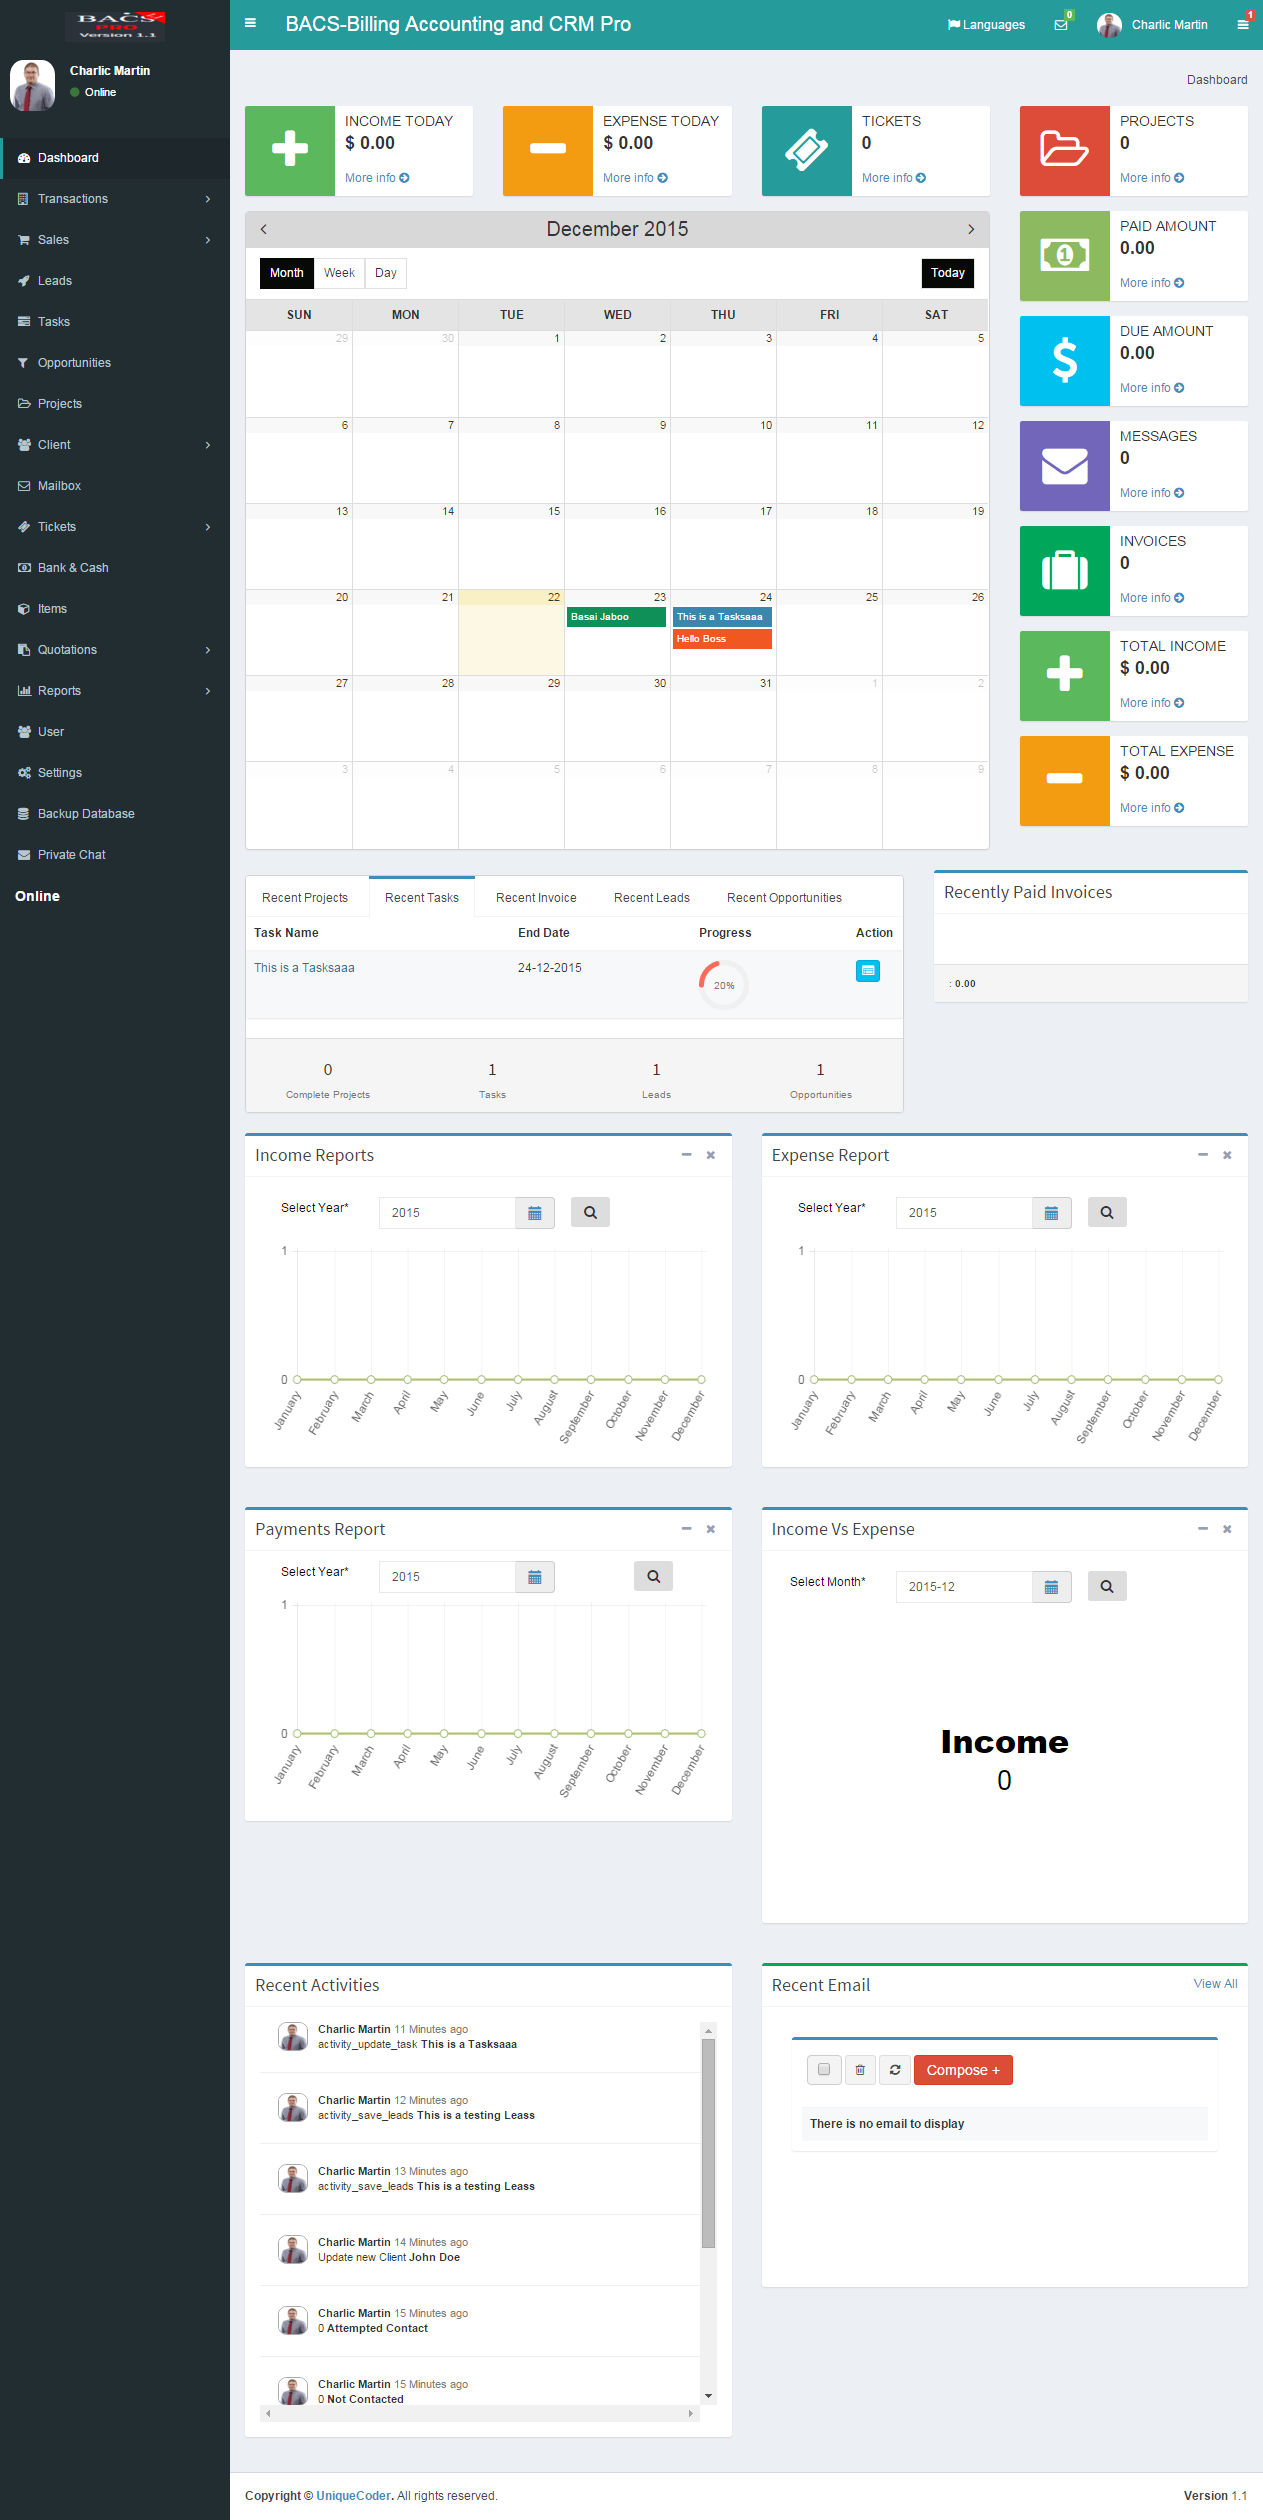 BACS
PRO
Version 1.1
BACS-Billing Accounting and CRM Pro
Languages
0
Charlic Martin
1
Charlic Martin
Online
Dashboard
Transactions
Sales
Leads
Tasks
Opportunities
Projects
Client
Mailbox
Tickets
Bank & Cash
Items
Quotations
Reports
User
Settings
Backup Database
Private Chat
Online
Dashboard
INCOME TODAY
$ 0.00
More info
EXPENSE TODAY
$ 0.00
More info
TICKETS
0
More info
PROJECTS
0
More info
PAID AMOUNT
0.00
More info
DUE AMOUNT
0.00
More info
MESSAGES
0
More info
INVOICES
0
More info
TOTAL INCOME
$ 0.00
More info
TOTAL EXPENSE
$ 0.00
More info
December 2015
Month Week Day Today
SUN MON TUE WED THU FRI SAT
29 30 1 2 3 4 5
6 7 8 9 10 11 12
13 14 15 16 17 18 19
20 21 22 23 24 25 26
Basai Jaboo This is a Tasksaaa
Hello Boss
27 28 29 30 31 1 2
3 4 5 6 7 8 9
Recent Projects Recent Tasks Recent Invoice Recent Leads Recent Opportunities
Task Name End Date Progress Action
This is a Tasksaaa 24-12-2015 20%
0 1 1 1
Complete Projects Tasks Leads Opportunities
Recently Paid Invoices
: 0.00
Income Reports
Select Year* 2015
1
0
January February March April May June July August September October November December
Expense Report
Select Year* 2015
1
0
January February March April May June July August September October November December
Payments Report
Select Year* 2015
1
0
January February March April May June July August September October November December
Income Vs Expense
Select Month* 2015-12
Income
0
Recent Activities
Charlic Martin 11 Minutes ago
activity_update_task This is a Tasksaaa
Charlic Martin 12 Minutes ago
activity_save_leads This is a testing Leass
Charlic Martin 13 Minutes ago
activity_save_leads This is a testing Leass
Charlic Martin 14 Minutes ago
Update new Client John Doe
Charlic Martin 15 Minutes ago
0 Attempted Contact
Charlic Martin 15 Minutes ago
0 Not Contacted
Recent Email View All
Compose +
There is no email to display
Copyright © UniqueCoder. All rights reserved. Version 1.1